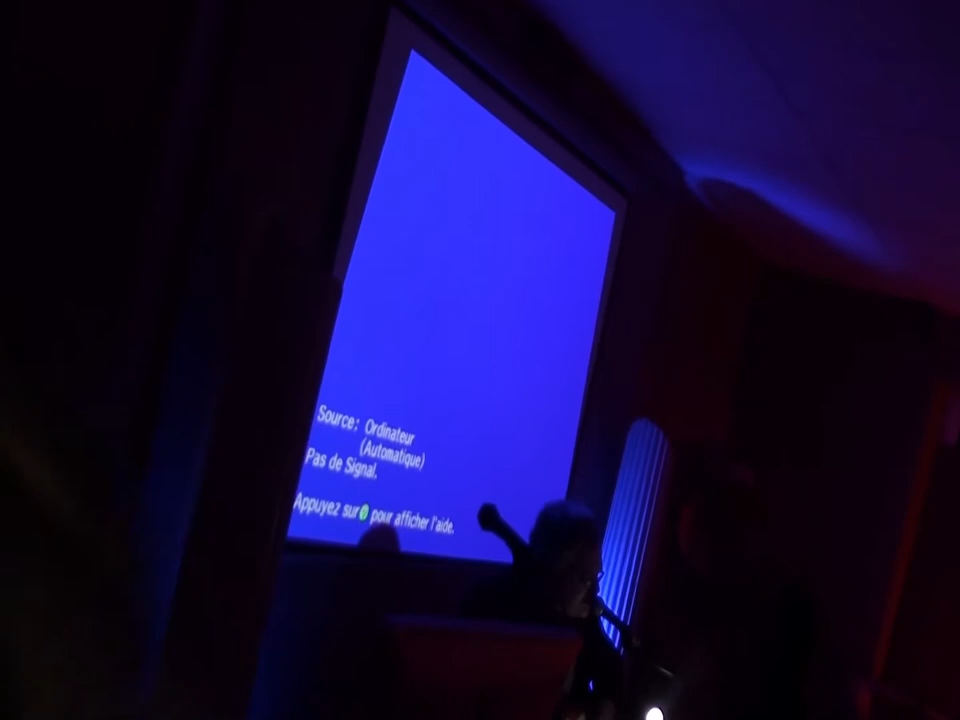 Source: Ordinateur
(Automatique)
Pas de Signal.
Appuyez sur pour afficher l'aide.